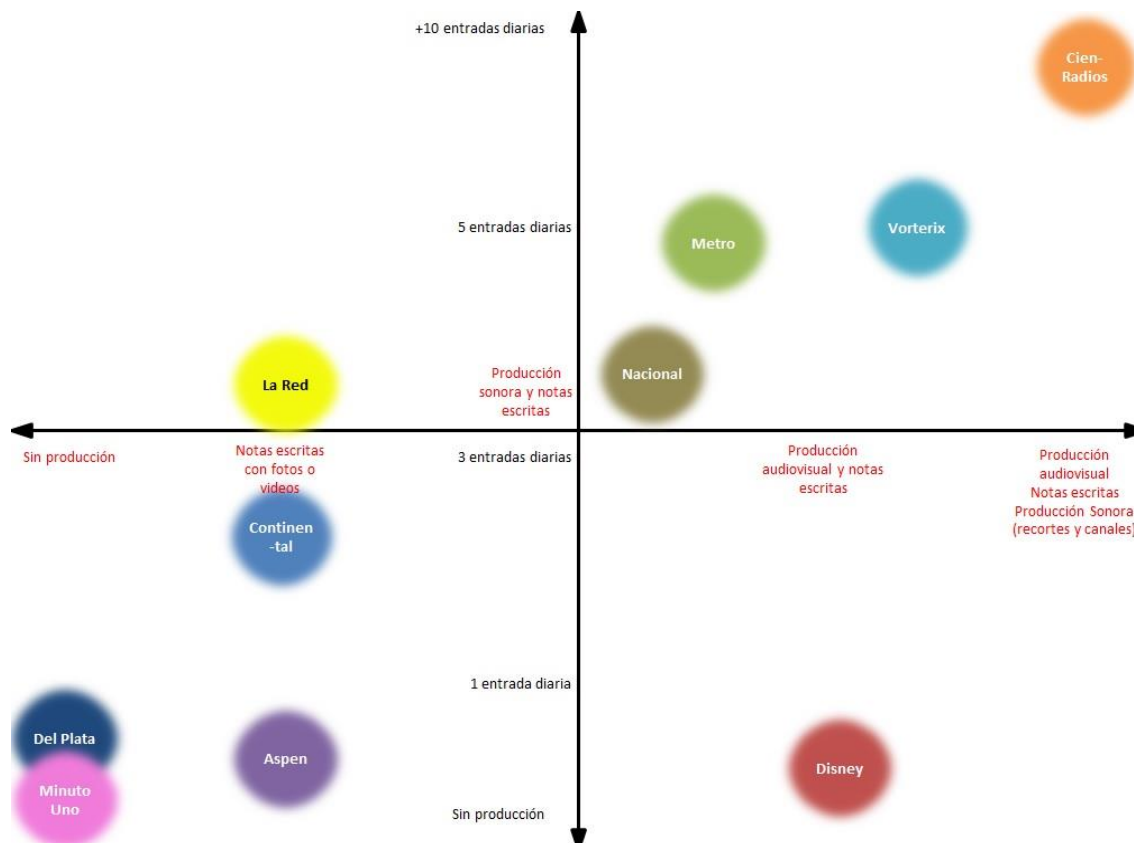 +10 entradas diarias
Cien-
Radios
5 entradas diarias
Metro
Vorterix
La Red
Producción
sonora y notas
escritas
Nacional
Sin producción
Notas escritas
con fotos o
videos
3 entradas diarias
Producción
audiovisual y notas
escritas
Producción
audiovisual
Notas escritas
Producción Sonora
(recortes y canales)
Continen
-tal
1 entrada diaria
Del Plata
Aspen
Disney
Minuto
Uno
Sin producción